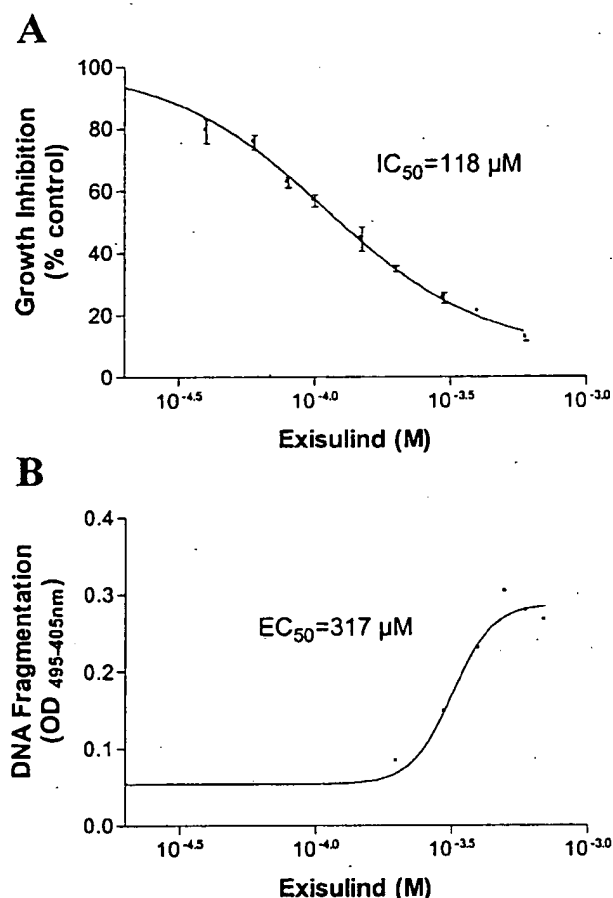 A
100
80
60
40
20
0
Growth Inhibition
(% control)
IC50=118 µM
10-4.5 10-4.0 10-3.5 10-3.0
Exisulind (M)
B
0.4
0.3
0.2
0.1
0.0
DNA Fragmentation
(OD 495-405nm)
EC50=317 µM
10-4.5 10-4.0 10-3.5 10-3.0
Exisulind (M)